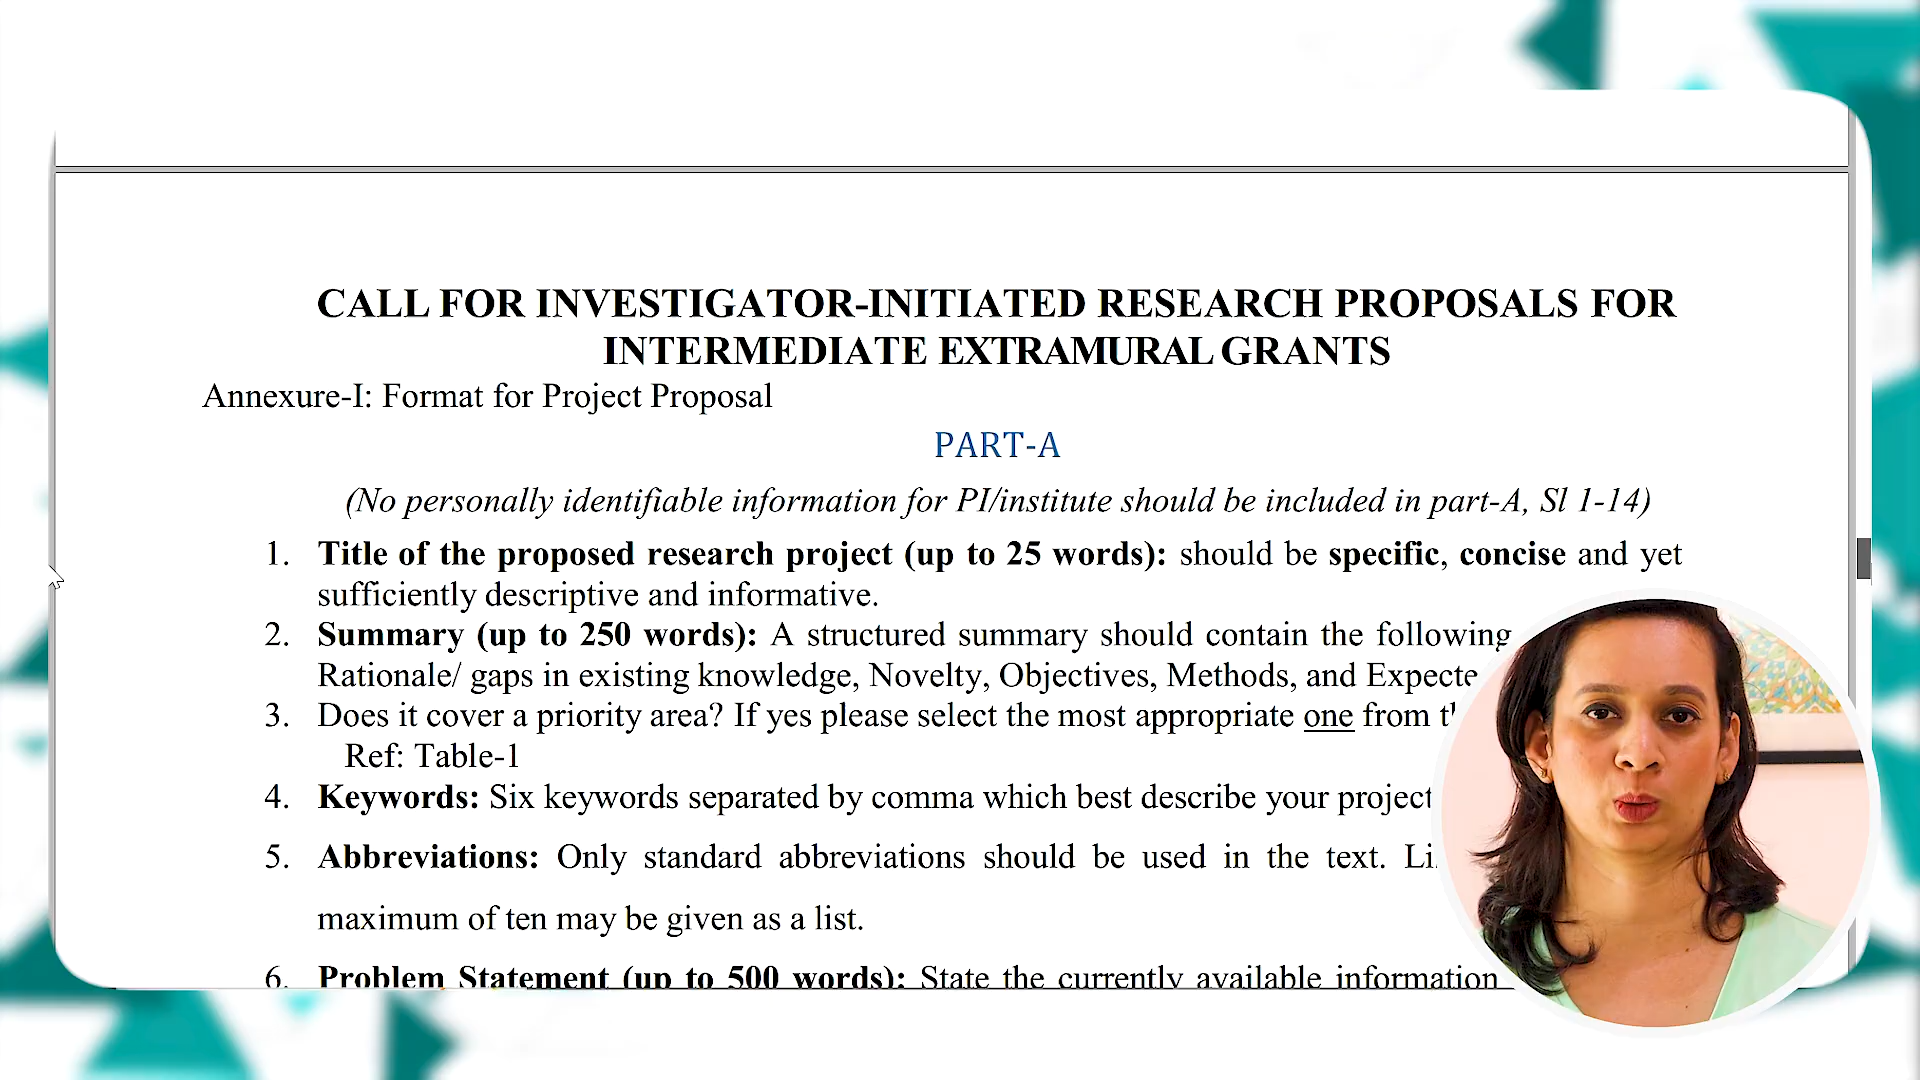 CALL FOR INVESTIGATOR-INITIATED RESEARCH PROPOSALS FOR
INTERMEDIATE EXTRAMURAL GRANTS
Annexure-I: Format for Project Proposal
PART-A
(No personally identifiable information for PI/institute should be included in part-A, Sl 1-14)
1. Title of the proposed research project (up to 25 words): should be specific, concise and yet
sufficiently descriptive and informative.
2. Summary (up to 250 words): A structured summary should contain the following
Rationale/ gaps in existing knowledge, Novelty, Objectives, Methods, and
3. Does it cover a priority area? If yes please select the most appropriate one from
Ref: Table-1
4. Keywords: Six keywords separated by comma which best describe your project
5. Abbreviations: Only standard abbreviations should be used in the text.
maximum of ten may be given as a list.
6. Problem Statement (up to 500 words): State the currently available information